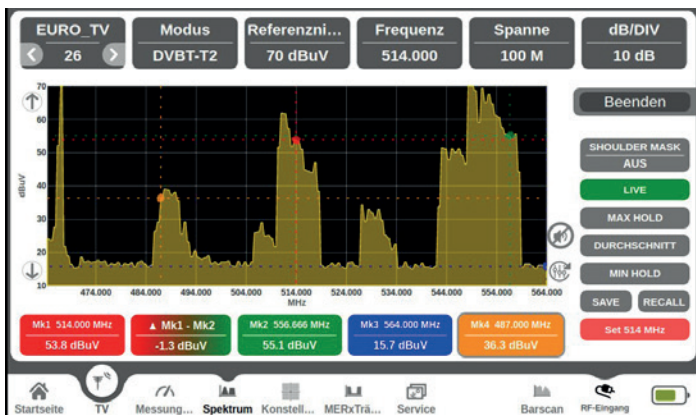 EURO_TV Modus Referenzni... Frequenz Spanne dB/DIV
26 DVBT-T2 70 dBuV 514.000 100 M 10 dB
Beenden
70
60
50
40
30
20
10
dBuV
474.000 484.000 494.000 504.000 514.000 524.000 534.000 544.000 554.000 564.000
MHz
SHOULDER MASK
AUS
LIVE
MAX HOLD
DURCHSCHNITT
MIN HOLD
SAVE RECALL
Set 514 MHz
Mk1 514.000 MHz ▲ Mk1 - Mk2 Mk2 556.666 MHz Mk3 564.000 MHz Mk4 487.000 MHz
53.8 dBuV -1.3 dBuV 55.1 dBuV 15.7 dBuV 36.3 dBuV
Startseite TV Messung... Spektrum Konstell... MERxTrä... Service Barscan RF-Eingang